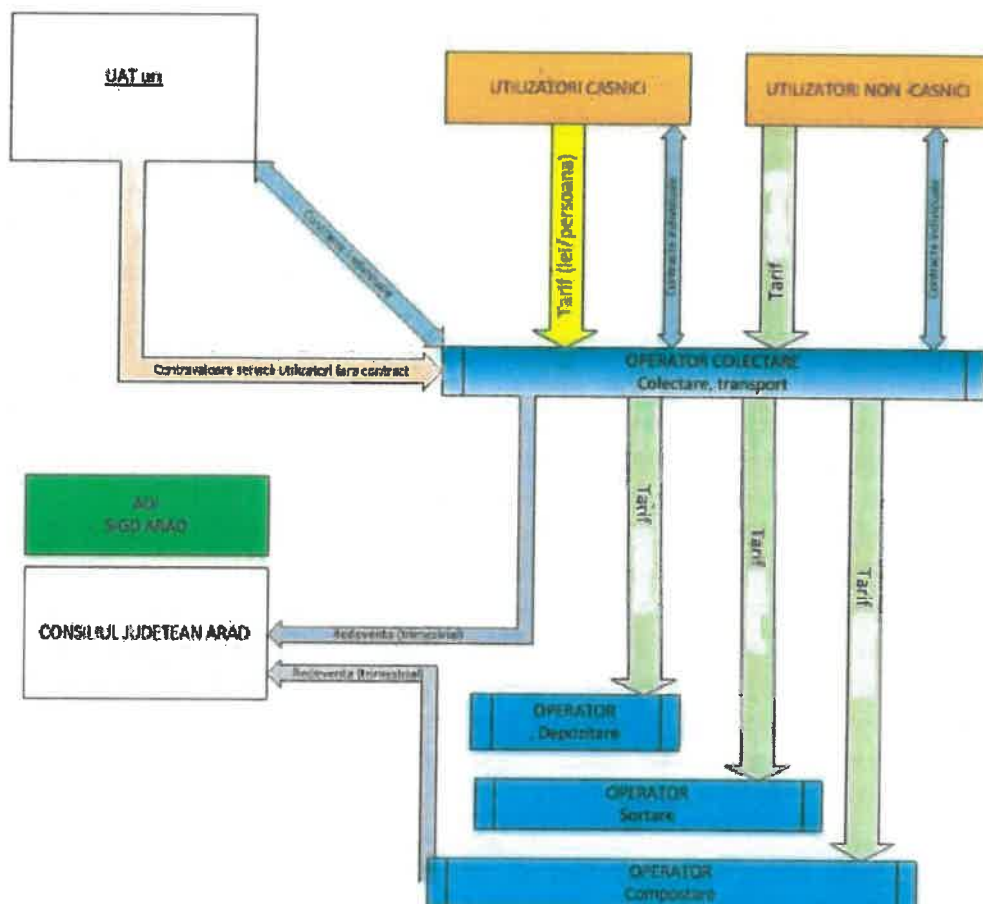 UAT uri
UTILIZATORI CASNICI
UTILIZATORI NON -CASNICI
Tarif (lei/persoana)
Contracte individuale
Tarif
Contracte individuale
Contravaloare servicii utilizatori fara contract
OPERATOR COLECTARE
Colectare, transport
ADI
SIGD ARAD
CONSILIUL JUDETEAN ARAD
Redeventa (trimestrial)
Redeventa (trimestrial)
Tarif
Tarif
Tarif
OPERATOR
Depozitare
OPERATOR
Sortare
OPERATOR
Compostare